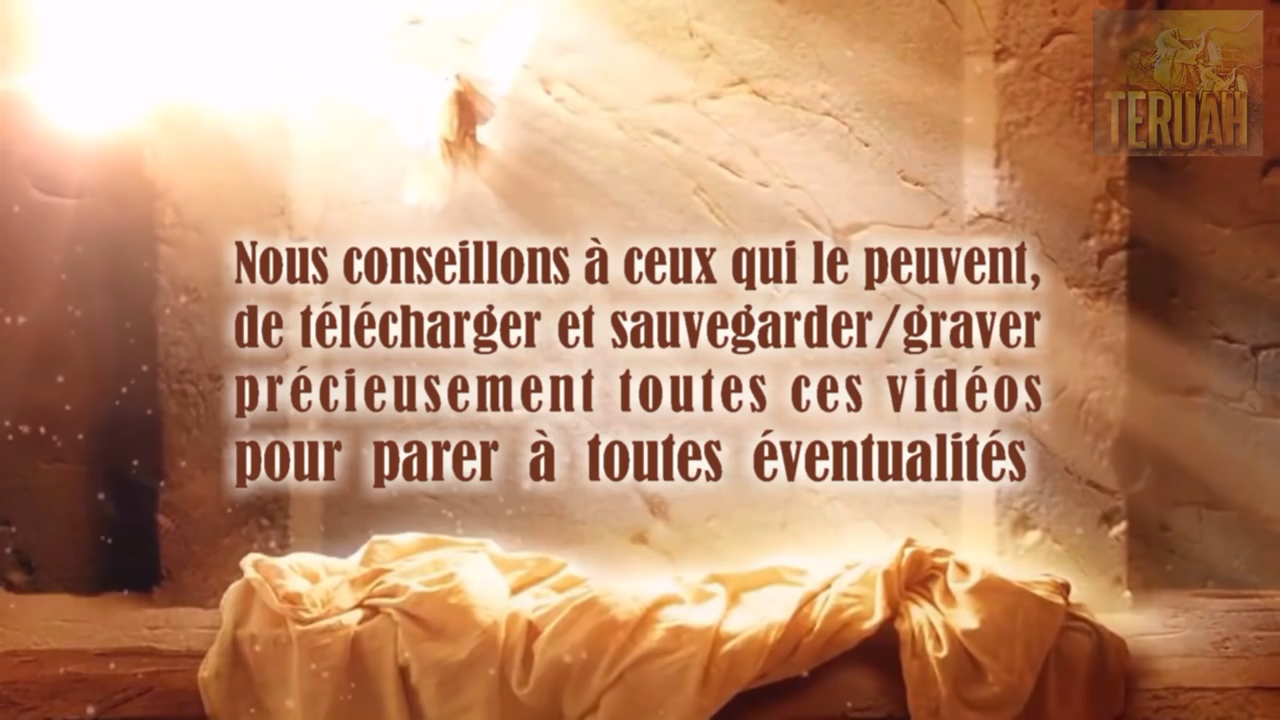 TERUAH
Nous conseillons à ceux qui le peuvent,
de télécharger et sauvegarder/graver
précieusement toutes ces vidéos
pour parer à toutes éventualités